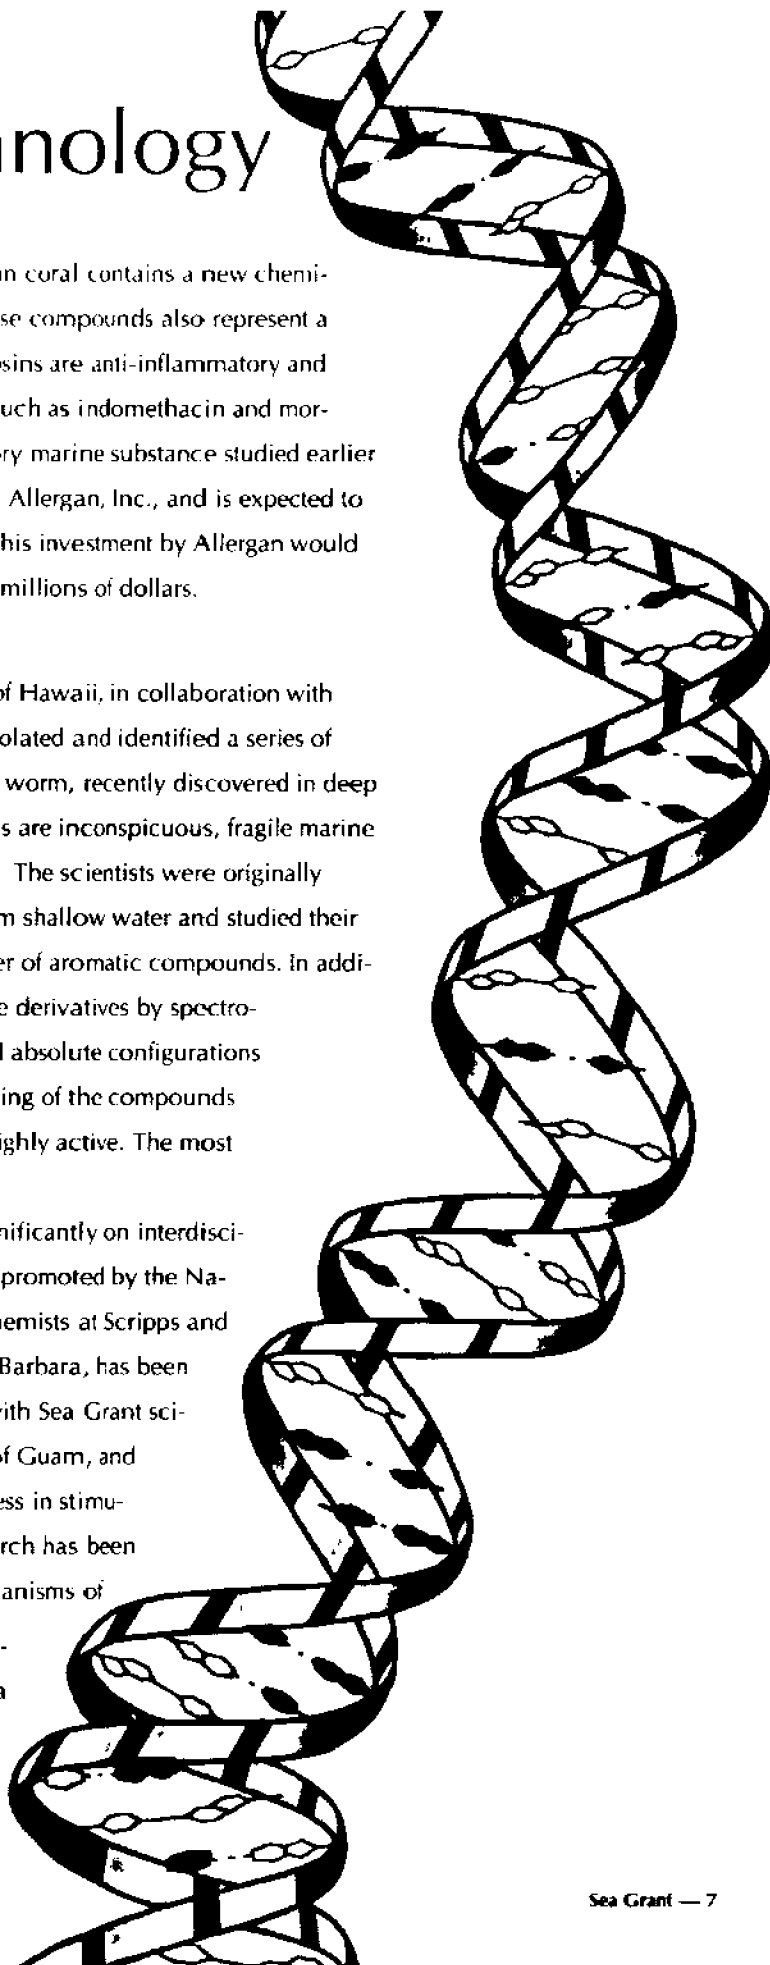 nology
n coral contains a new chemi-
se compounds also represent a
sins are anti-inflammatory and
uch as indomethacin and mor-
ry marine substance studied earlier
Allergan, Inc., and is expected to
his investment by Allergan would
millions of dollars.
of Hawaii, in collaboration with
olated and identified a series of
worm, recently discovered in deep
s are inconspicuous, fragile marine
The scientists were originally
m shallow water and studied their
er of aromatic compounds. In addi-
e derivatives by spectro-
l absolute configurations
ing of the compounds
ighly active. The most
nificantly on interdisci-
promoted by the Na-
emists at Scripps and
Barbara, has been
ith Sea Grant sci-
of Guam, and
ess in stimu-
rch has been
anisms of
-
a
Sea Grant — 7